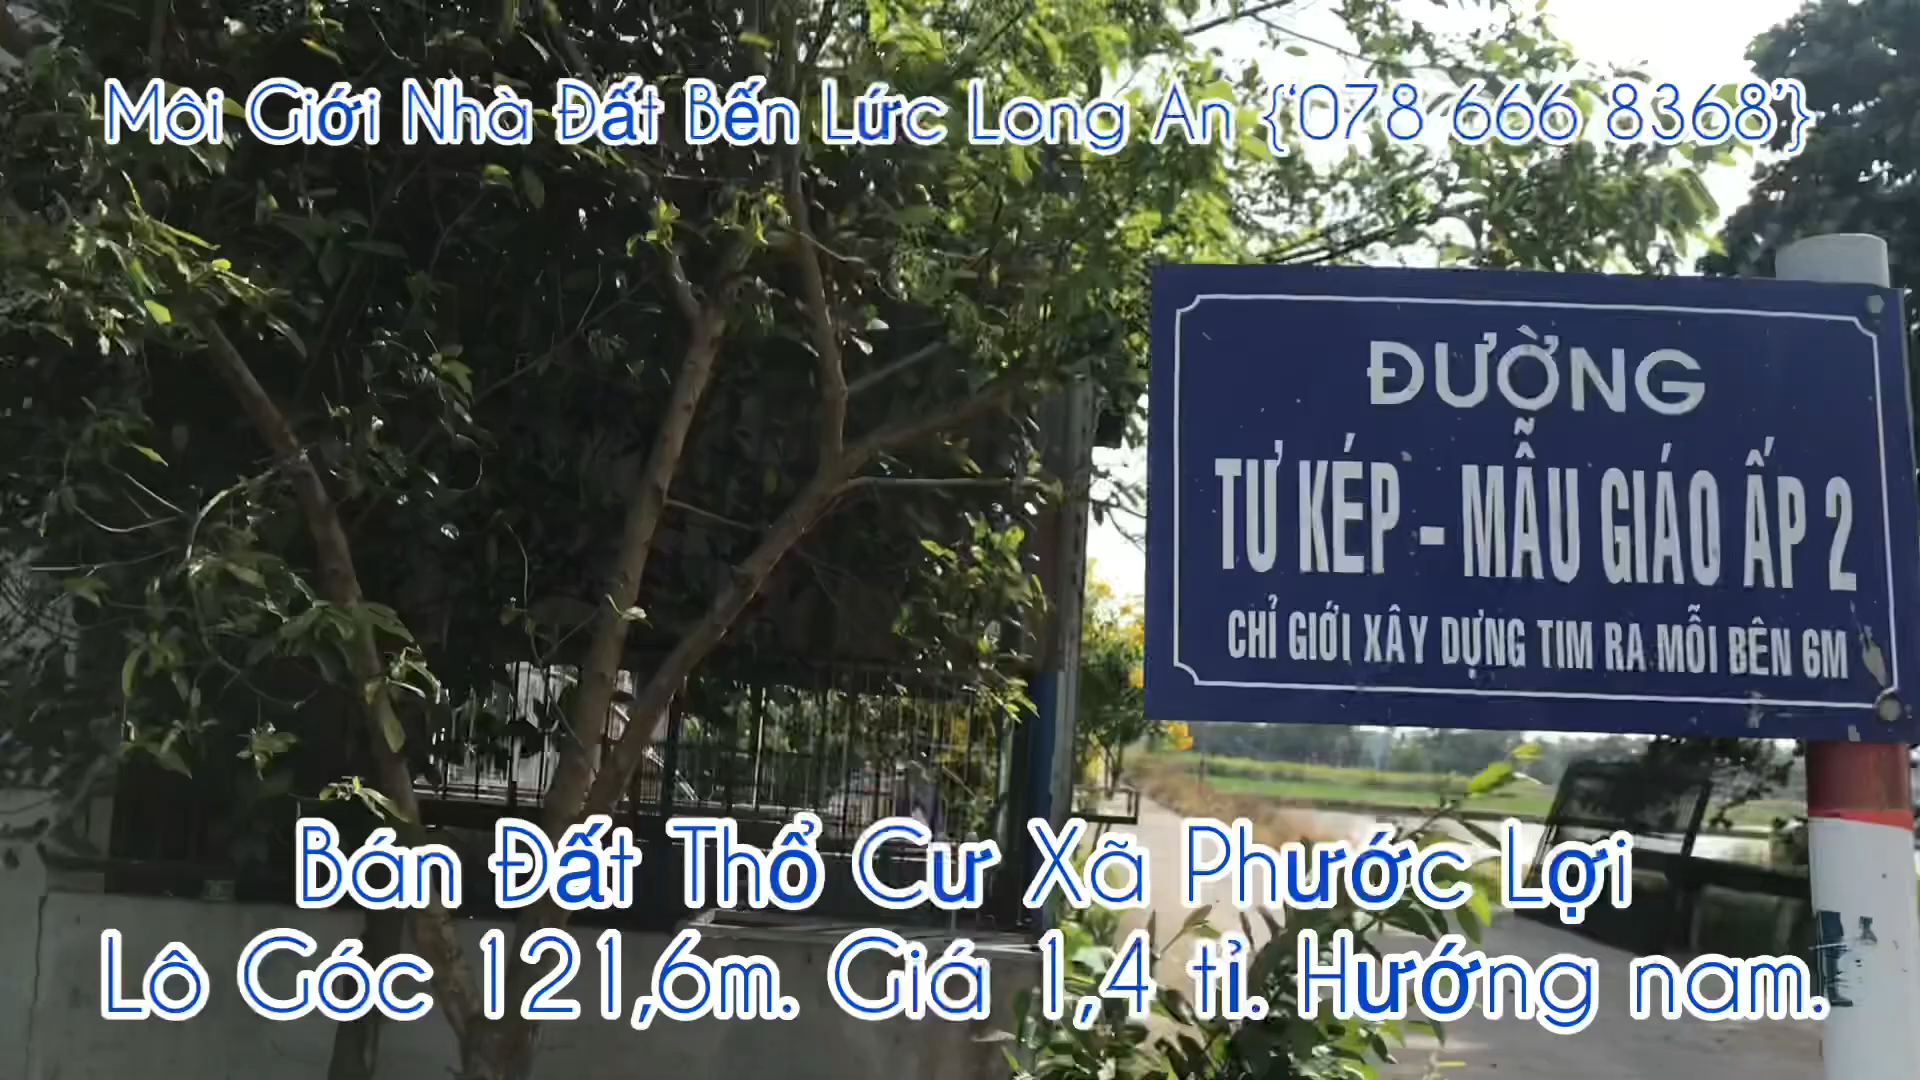 Môi Giới Nhà Đất Bến Lức Long An {‘078 666 8368’}
ĐƯỜNG
TƯ KÉP - MẪU GIÁO ẤP 2
CHỈ GIỚI XÂY DỰNG TIM RA MỖI BÊN 6M
Bán Đất Thổ Cư Xã Phước Lợi
Lô Góc 121,6m. Giá 1,4 tỉ. Hướng nam.